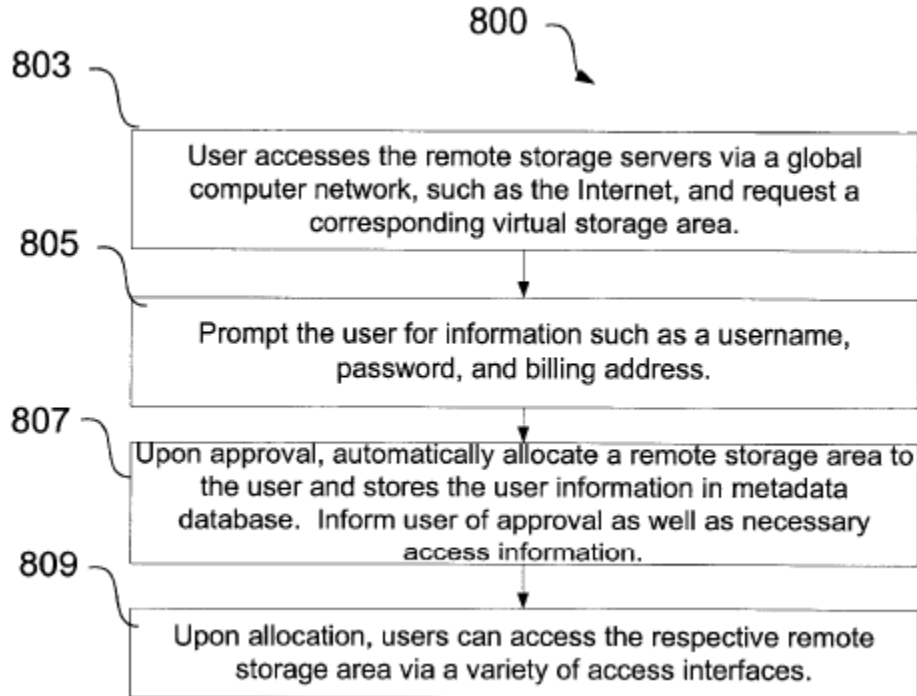 800
803
User accesses the remote storage servers via a global
computer network, such as the Internet, and request a
corresponding virtual storage area.
805
Prompt the user for information such as a username,
password, and billing address.
807
Upon approval, automatically allocate a remote storage area to
the user and stores the user information in metadata
database. Inform user of approval as well as necessary
access information.
809
Upon allocation, users can access the respective remote
storage area via a variety of access interfaces.